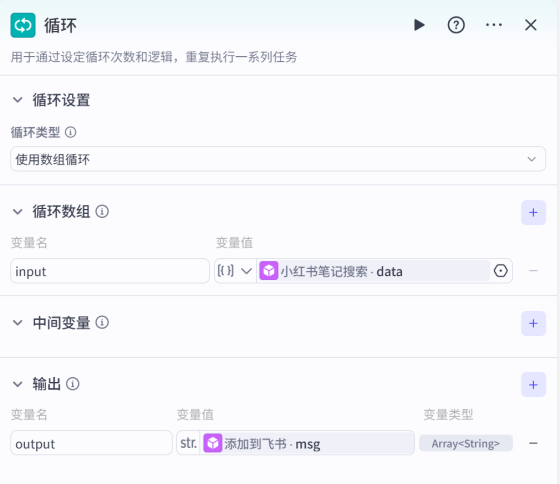 循环
用于通过设定循环次数和逻辑，重复执行一系列任务
循环设置
循环类型
使用数组循环
循环数组
变量名 变量值
input [{}] 小红书笔记搜索 · data
中间变量
输出
变量名 变量值 变量类型
output str. 添加到飞书 · msg Array<String>